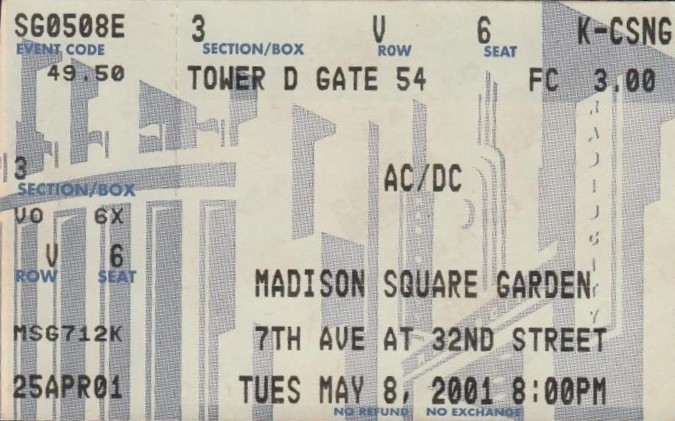 SG0508E 3 V 6 K-CSNG
EVENT CODE SECTION/BOX ROW SEAT
49.50 TOWER D GATE 54 FC 3.00
3 AC/DC
SECTION/BOX
VO 6X
V 6
ROW SEAT
MADISON SQUARE GARDEN
MSG712K 7TH AVE AT 32ND STREET
25APR01 TUES MAY 8, 2001 8:00PM
NO REFUND NO EXCHANGE